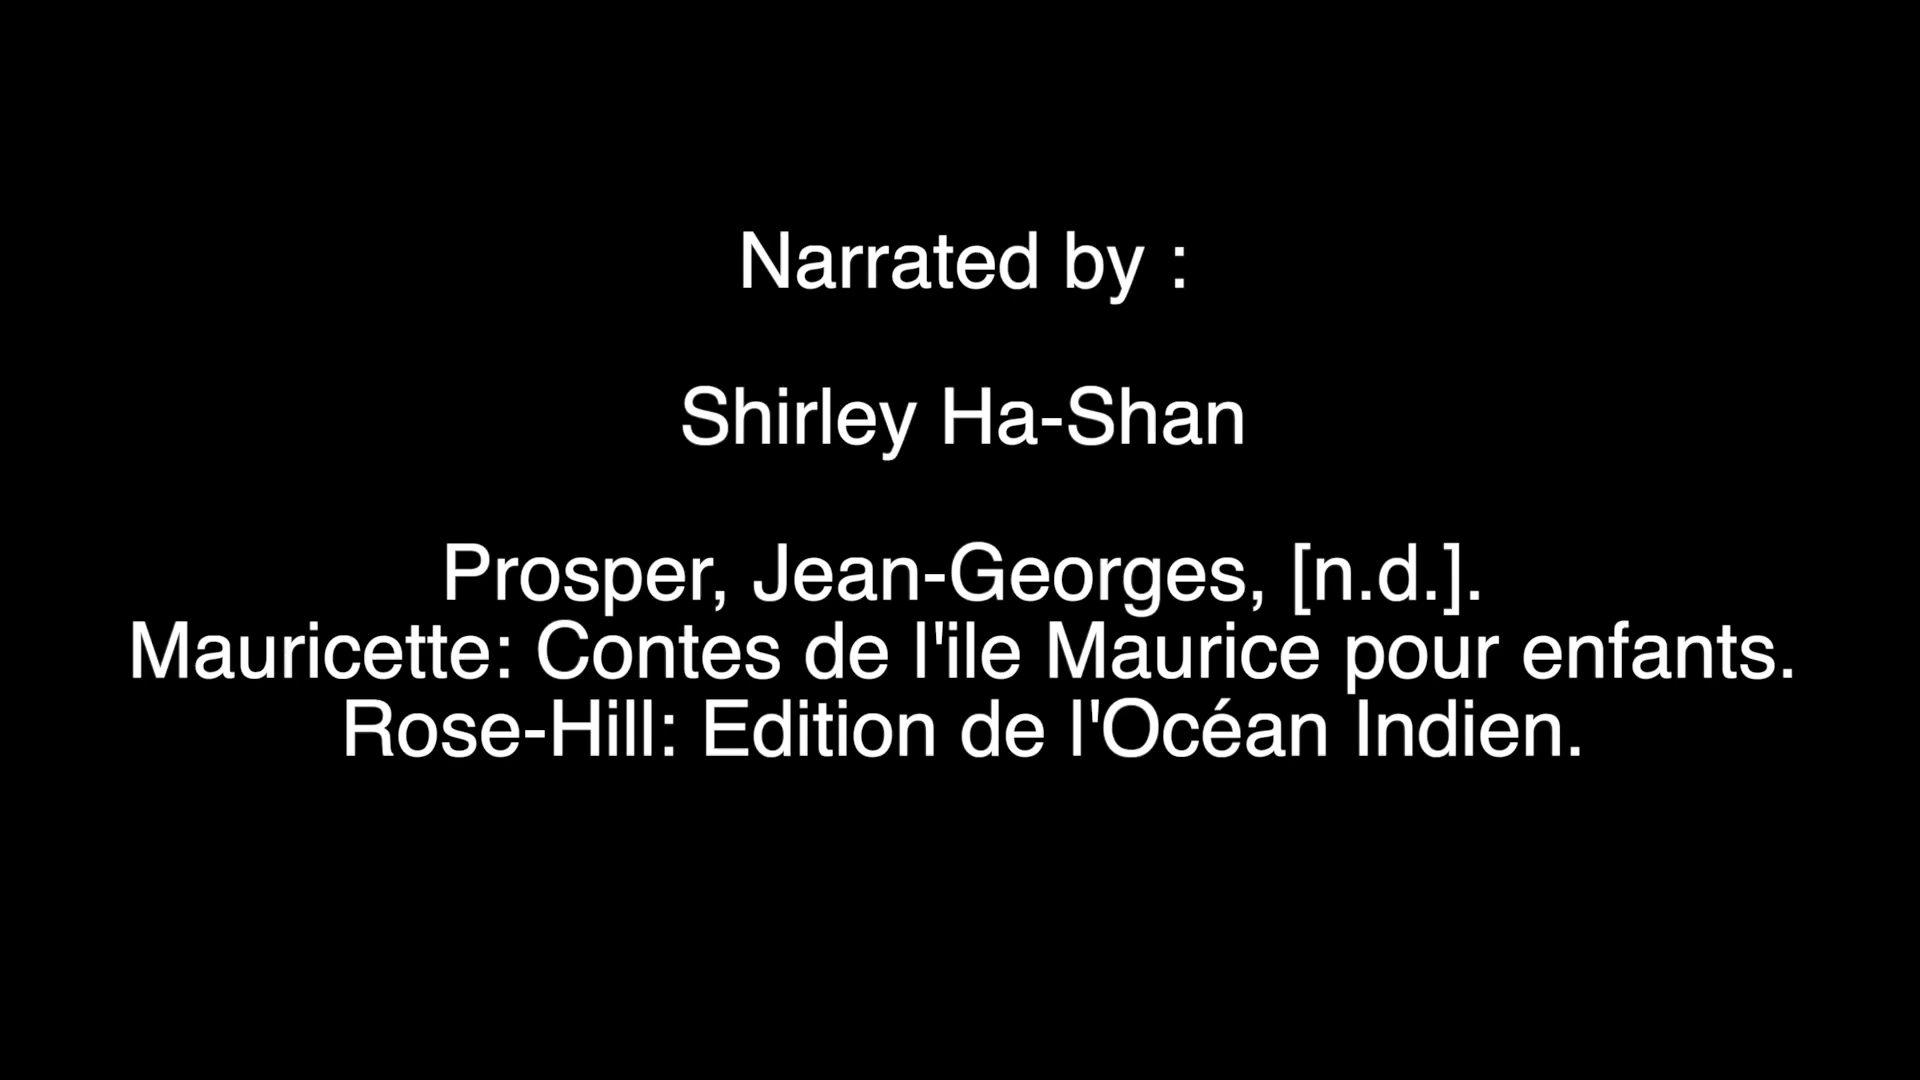 Narrated by :
Shirley Ha-Shan
Prosper, Jean-Georges, [n.d.].
Mauricette: Contes de l'ile Maurice pour enfants.
Rose-Hill: Edition de l'Océan Indien.